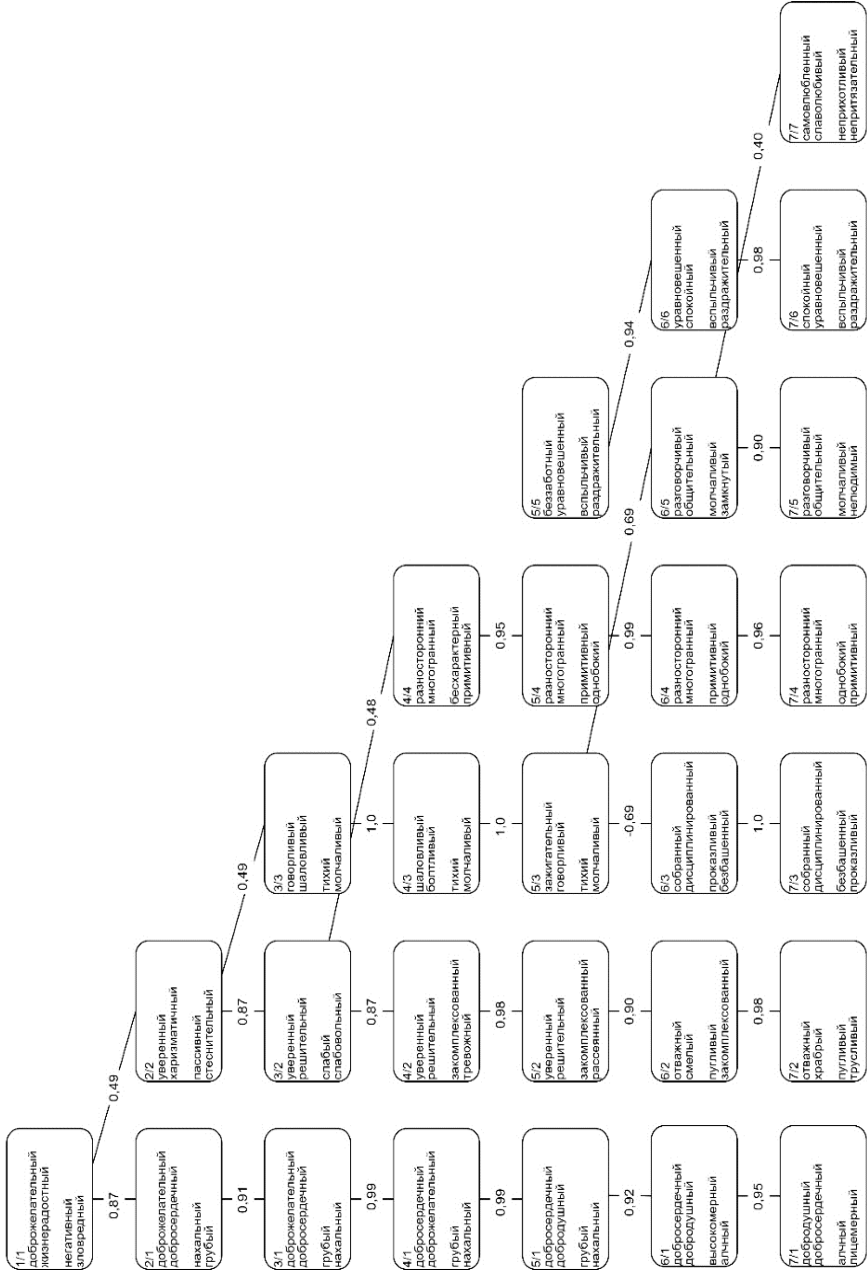 1/1
доброжелательный
жизнерадостный
негативный
зловредный
0,87
0,49
2/1
доброжелательный
добросердечный
нахальный
грубый
2/2
уверенный
харизматичный
пассивный
стеснительный
0.91
0,87
0,49
3/1
доброжелательный
добросердечный
грубый
нахальный
3/2
уверенный
решительный
слабый
слабовольный
3/3
говорливый
шаловливый
тихий
молчаливый
0,99
0,87
1,0
0,48
4/1
добросердечный
доброжелательный
грубый
нахальный
4/2
уверенный
решительный
закомплексованный
тревожный
4/3
шаловливый
болтливый
тихий
молчаливый
4/4
разносторонний
многогранный
бесхарактерный
примитивный
0,99
0,98
1,0
0,95
5/1
добросердечный
добродушный
грубый
нахальный
5/2
уверенный
решительный
закомплексованный
рассеянный
5/3
зажигательный
говорливый
тихий
молчаливый
5/4
разносторонний
многогранный
примитивный
однобокий
5/5
беззаботный
уравновешенный
вспыльчивый
раздражительный
0,92
0,90
-0,69
0,99
0,69
0,94
6/1
добросердечный
добродушный
высокомерный
алчный
6/2
отважный
смелый
пугливый
закомплексованный
6/3
собранный
дисциплинированный
проказливый
безбашенный
6/4
разносторонний
многогранный
примитивный
однобокий
6/5
разговорчивый
общительный
молчаливый
замкнутый
6/6
уравновешенный
спокойный
вспыльчивый
раздражительный
0,95
0,98
1,0
0,96
0,90
0,98
0,40
7/1
добродушный
добросердечный
алчный
лицемерный
7/2
отважный
храбрый
пугливый
трусливый
7/3
собранный
дисциплинированный
безбашенный
проказливый
7/4
разносторонний
многогранный
однобокий
примитивный
7/5
разговорчивый
общительный
молчаливый
нелюдимый
7/6
спокойный
уравновешенный
вспыльчивый
раздражительный
7/7
самовлюбленный
славолюбивый
неприхотливый
непритязательный